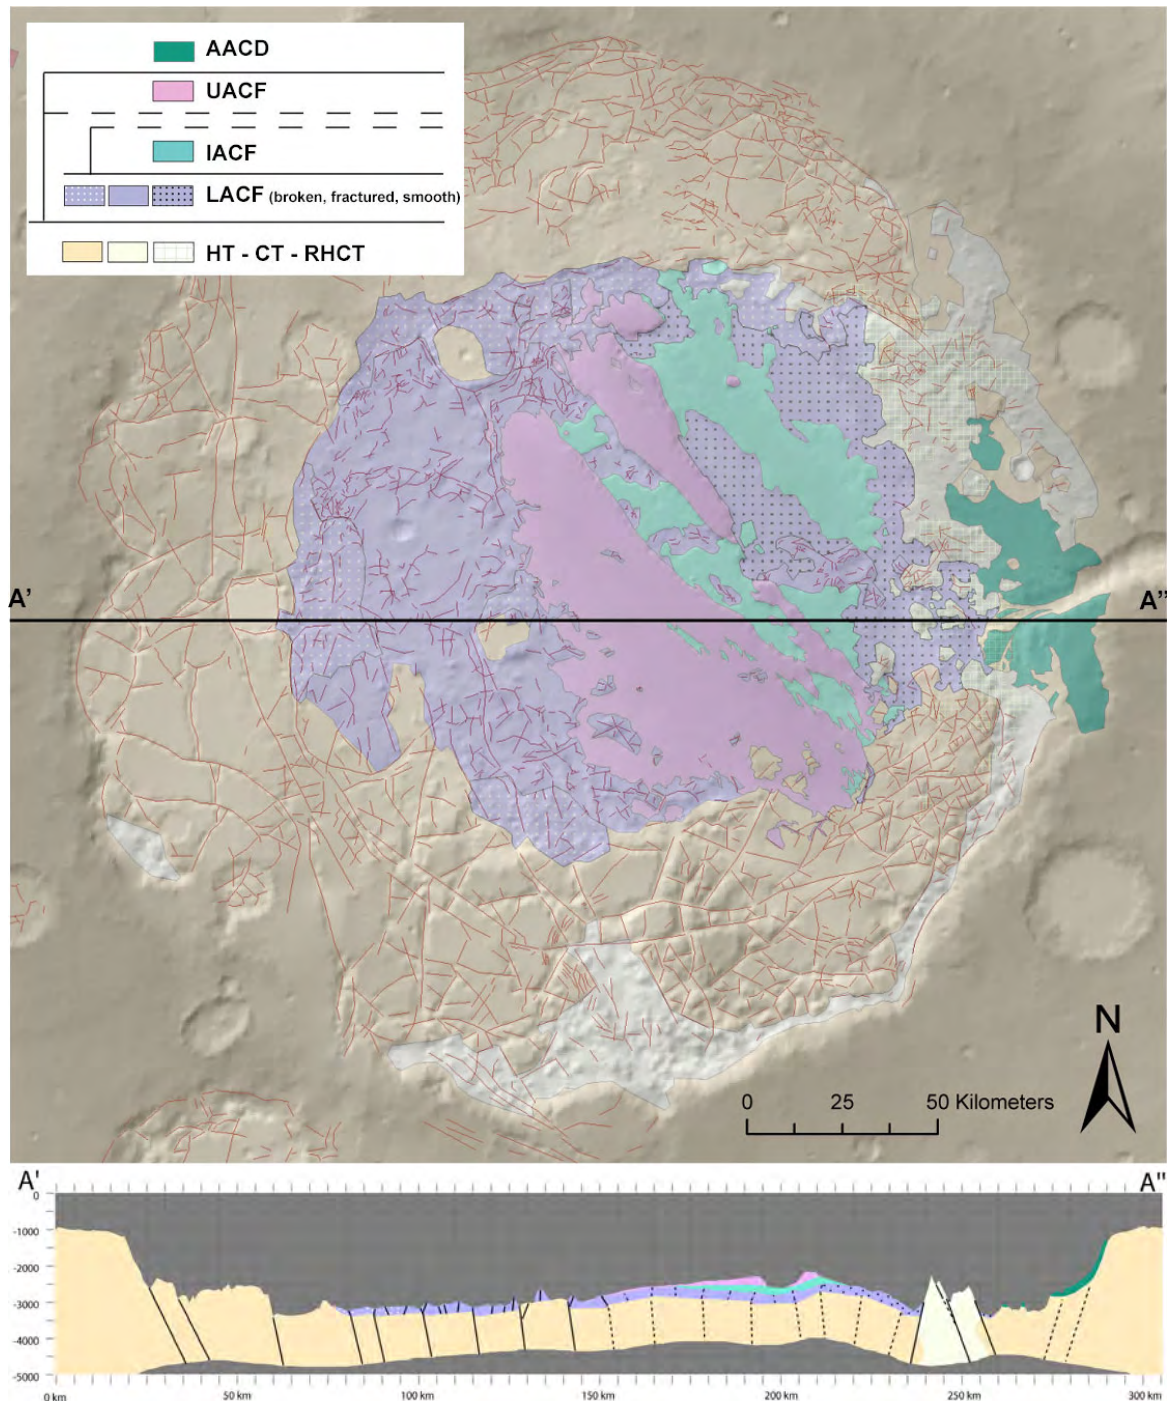 AACD
UACF
IACF
LACF (broken, fractured, smooth)
HT - CT - RHCT
A’ A”
N
0 25 50 Kilometers
A' A"
0
-1000
-2000
-3000
-4000
-5000
0 km 50 km 100 km 150 km 200 km 250 km 300 km